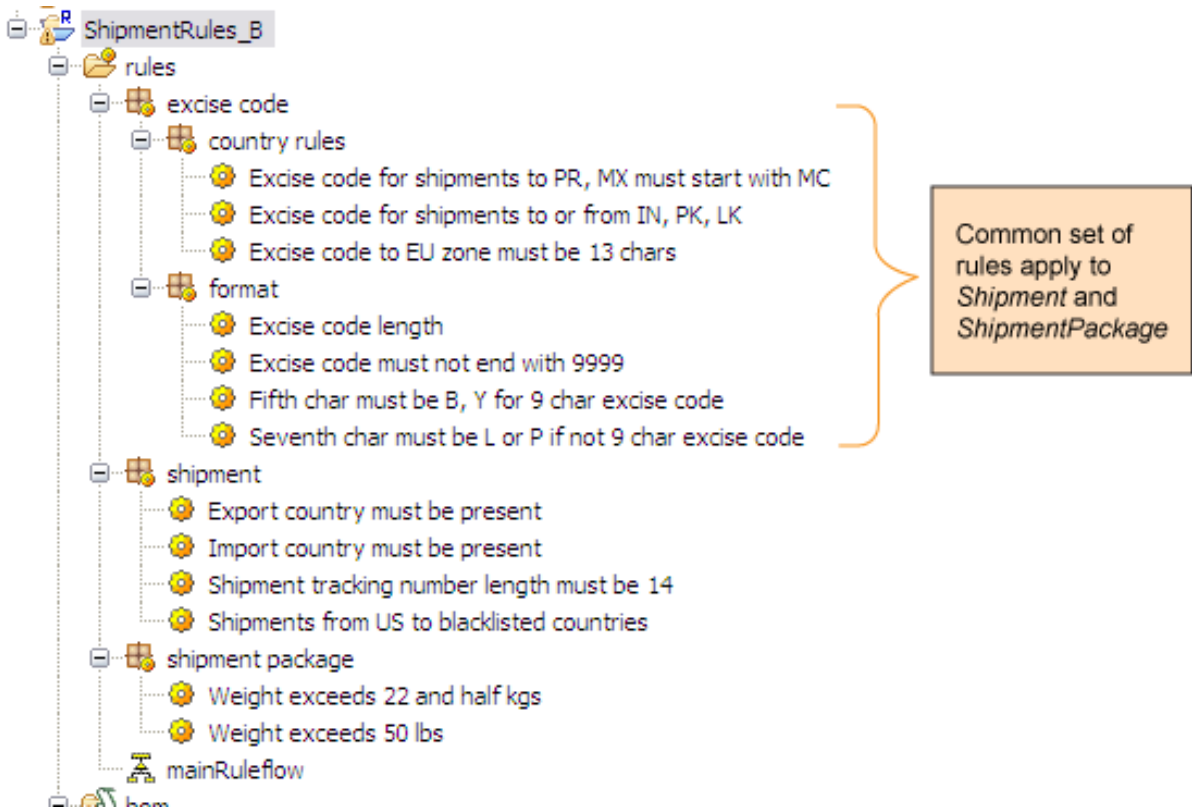 ShipmentRules_B
rules
excise code
country rules
Excise code for shipments to PR, MX must start with MC
Excise code for shipments to or from IN, PK, LK
Excise code to EU zone must be 13 chars
format
Excise code length
Excise code must not end with 9999
Fifth char must be B, Y for 9 char excise code
Seventh char must be L or P if not 9 char excise code
shipment
Export country must be present
Import country must be present
Shipment tracking number length must be 14
Shipments from US to blacklisted countries
shipment package
Weight exceeds 22 and half kgs
Weight exceeds 50 lbs
mainRuleflow
Common set of
rules apply to
Shipment and
ShipmentPackage